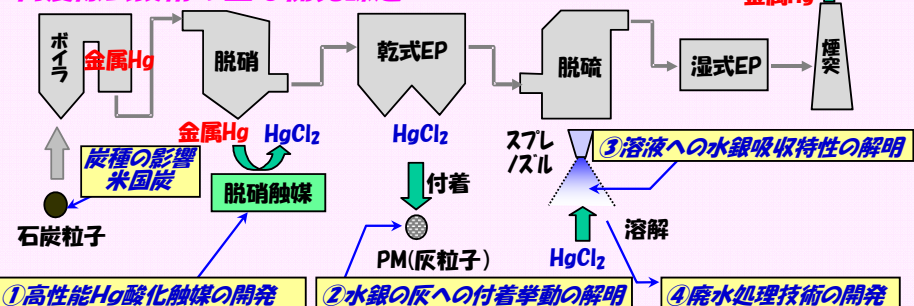 金属Hg
ボイラ
金属Hg
脱硝
乾式EP
脱硫
湿式EP
煙突
金属Hg
HgCl2
HgCl2
スプレ
ノズル
③溶液への水銀吸収特性の解明
炭種の影響
米国炭
脱硝触媒
付着
石炭粒子
PM(灰粒子)
HgCl2
溶解
①高性能Hg酸化触媒の開発
②水銀の灰への付着挙動の解明
④廃水処理技術の開発